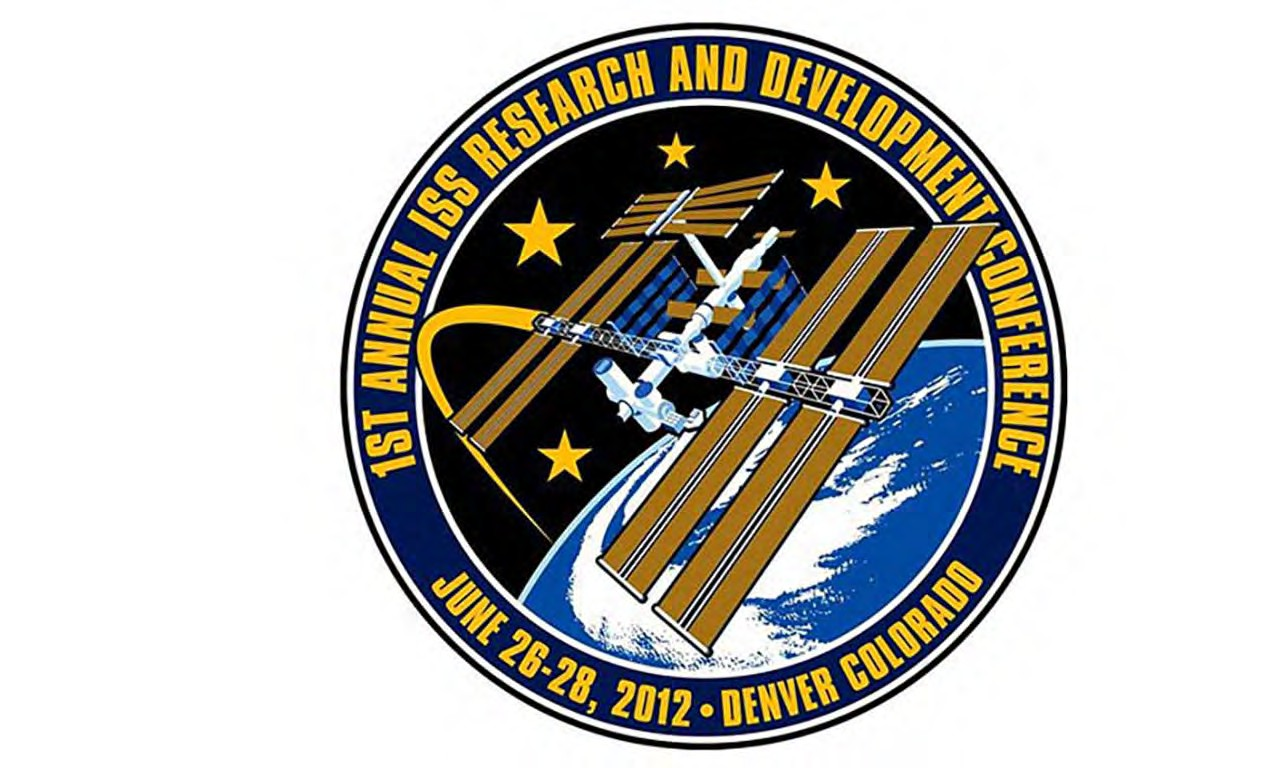 1ST ANNUAL ISS RESEARCH AND DEVELOPMENT CONFERENCE
JUNE 26-28, 2012 • DENVER COLORADO